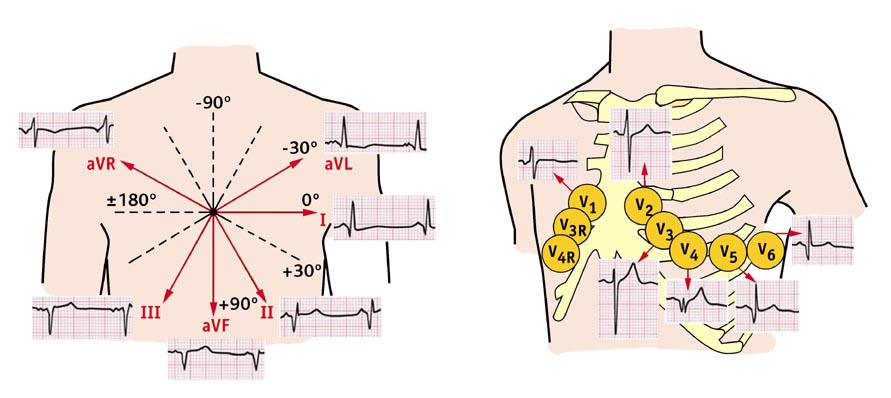 -90°
-30°
aVR
aVL
±180°
0°
I
+30°
+90°
III
aVF
II
V1
V2
V3R
V3
V4R
V4
V5
V6